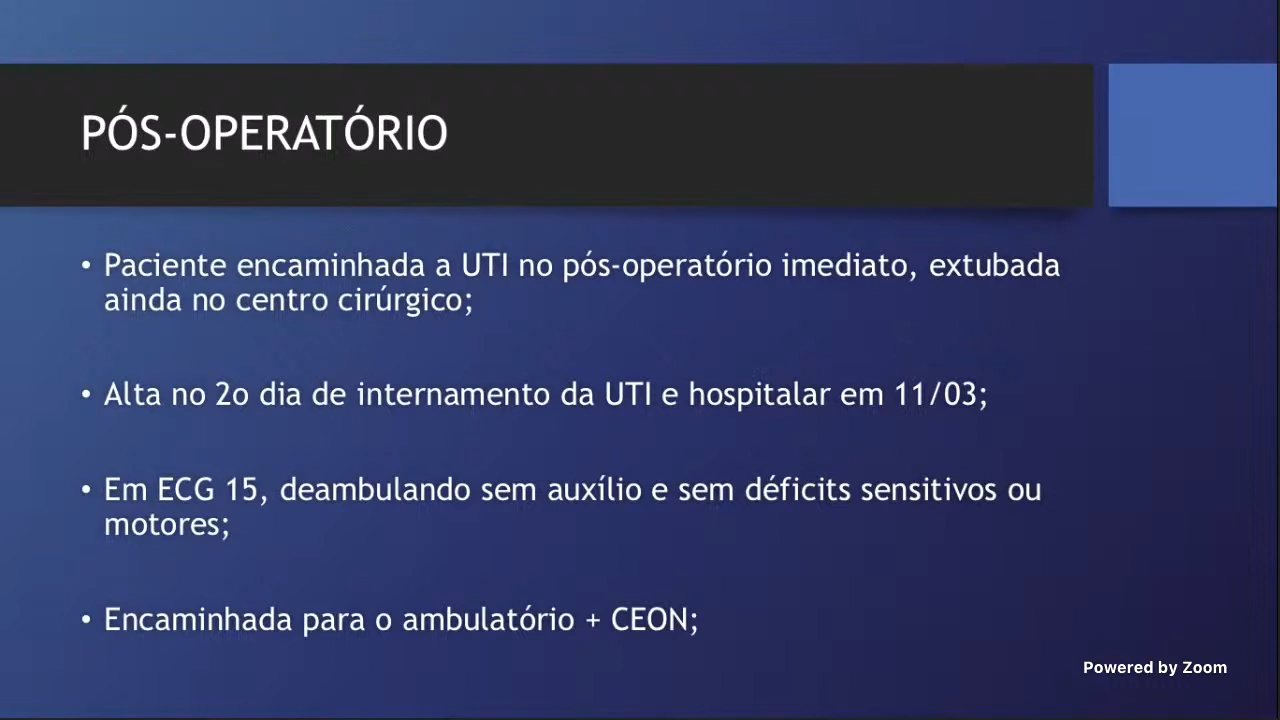 PÓS-OPERATÓRIO
• Paciente encaminhada a UTI no pós-operatório imediato, extubada
ainda no centro cirúrgico;
• Alta no 2o dia de internamento da UTI e hospitalar em 11/03;
• Em ECG 15, deambulando sem auxílio e sem déficits sensitivos ou
motores;
• Encaminhada para o ambulatório + CEON;
Powered by Zoom